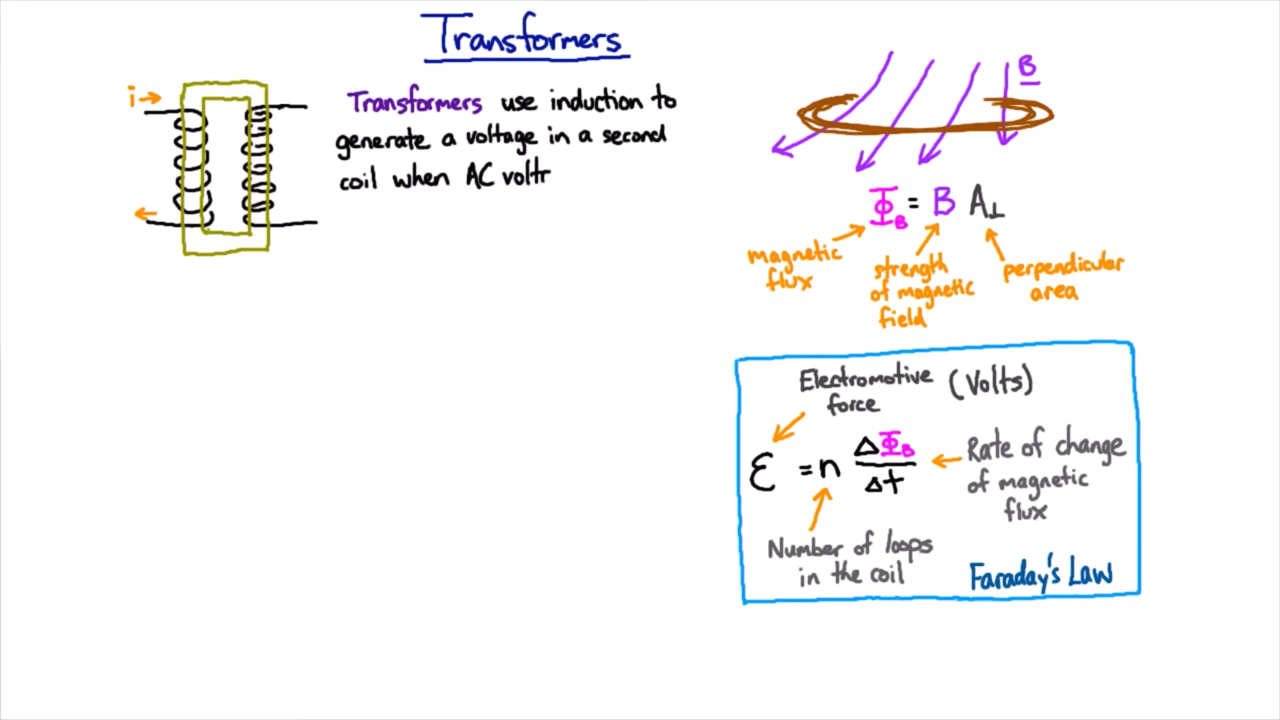 Transformers
i
Transformers use induction to
generate a voltage in a second
coil when AC voltr
B
Φ_B = B A⊥
magnetic
flux
strength
of magnetic
field
perpendicular
area
Electromotive
force
(Volts)
ε = n ΔΦ_B / Δt
Rate of change
of magnetic
flux
Number of loops
in the coil
Faraday's Law